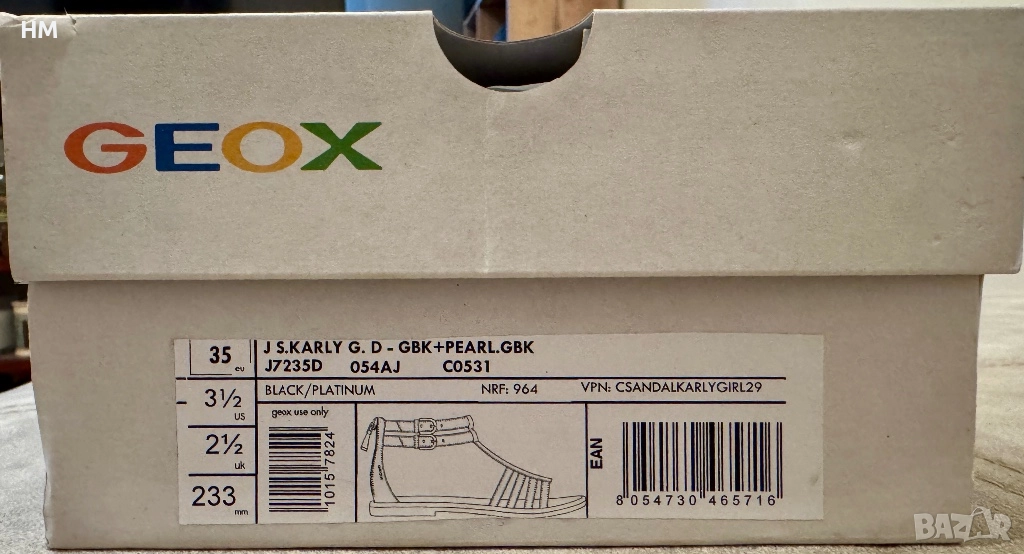 HM
GEOX
35 eu
J S.KARLY G. D - GBK+PEARL.GBK
J7235D 054AJ C0531
BLACK/PLATINUM NRF: 964 VPN: CSANDALKARLYGIRL29
3½ US
2½ uk
233 mm
geox use only
1015 7824
EAN
8 054730 465716
BAZAR